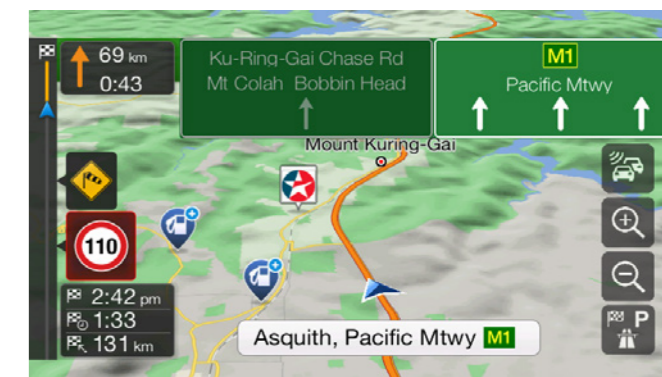 69 km
0:43
Ku-Ring-Gai Chase Rd
Mt Colah Bobbin Head
M1
Pacific Mtwy
Mount Kuring-Gai
110
2:42 pm
1:33
131 km
P
Asquith, Pacific Mtwy M1